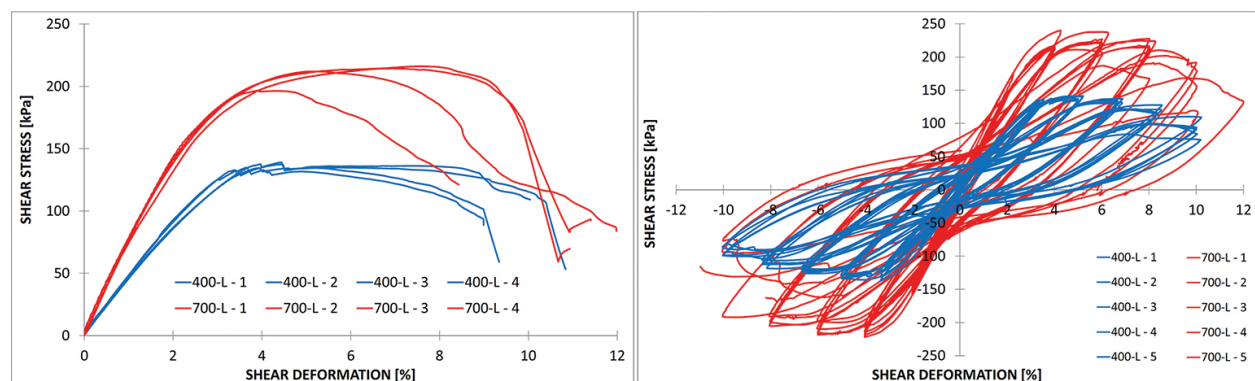 250
200
150
100
50
0
0 2 4 6 8 10 12
SHEAR STRESS [kPa]
SHEAR DEFORMATION [%]
400-L - 1 400-L - 2 400-L - 3 400-L - 4
700-L - 1 700-L - 2 700-L - 3 700-L - 4
250
200
150
100
50
0
-50
-100
-150
-200
-250
-12 -10 -8 -6 -4 -2 0 2 4 6 8 10 12
SHEAR STRESS [kPa]
SHEAR DEFORMATION [%]
400-L - 1 700-L - 1
400-L - 2 700-L - 2
400-L - 3 700-L - 3
400-L - 4 700-L - 4
400-L - 5 700-L - 5